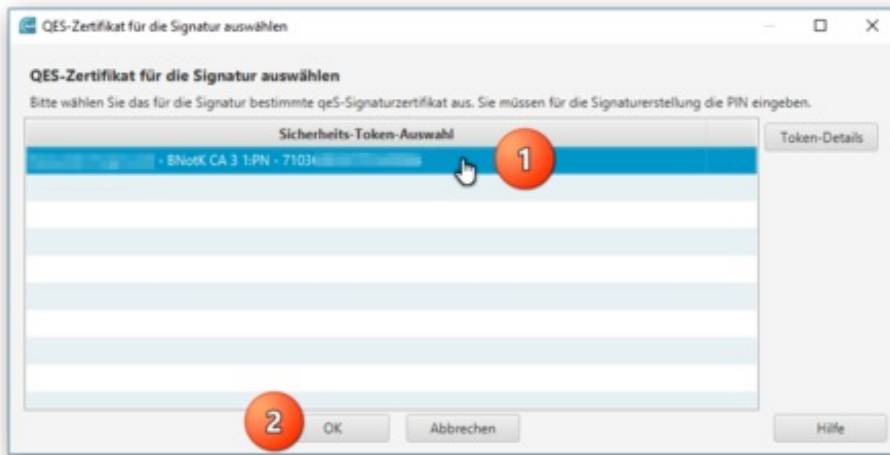 QES-Zertifikat für die Signatur auswählen
QES-Zertifikat für die Signatur auswählen
Bitte wählen Sie das für die Signatur bestimmte qeS-Signaturzertifikat aus. Sie müssen für die Signaturerstellung die PIN eingeben.
Sicherheits-Token-Auswahl
Token-Details
- BNotK CA 3 1:PN - 7103
1
2
OK
Abbrechen
Hilfe